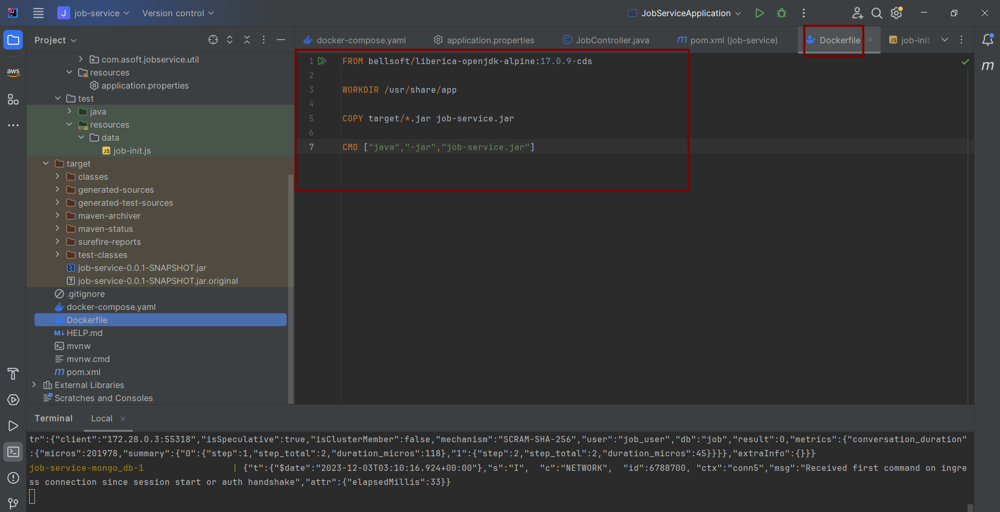 J job-service Version control JobServiceApplication
Project
docker-compose.yaml application.properties JobController.java pom.xml (job-service) Dockerfile job-init
com.asoft.jobservice.util
resources
application.properties
test
java
resources
data
job-init.js
target
classes
generated-sources
generated-test-sources
maven-archiver
maven-status
surefire-reports
test-classes
job-service-0.0.1-SNAPSHOT.jar
job-service-0.0.1-SNAPSHOT.jar.original
.gitignore
docker-compose.yaml
Dockerfile
HELP.md
mvnw
mvnw.cmd
pom.xml
External Libraries
Scratches and Consoles
aws
1 FROM bellsoft/liberica-openjdk-alpine:17.0.9-cds
2
3 WORKDIR /usr/share/app
4
5 COPY target/*.jar job-service.jar
6
7 CMD ["java","-jar","job-service.jar"]
Terminal Local
tr":{"client":"172.28.0.3:55318","isSpeculative":true,"isClusterMember":false,"mechanism":"SCRAM-SHA-256","user":"job_user","db":"job","result":0,"metrics":{"conversation_duration"
:{"micros":201978,"summary":{"0":{"step":1,"step_total":2,"duration_micros":118},"1":{"step":2,"step_total":2,"duration_micros":45}}}},"extraInfo":{}}}
job-service-mongo_db-1 | {"t":{"$date":"2023-12-03T03:10:16.924+00:00"},"s":"I", "c":"NETWORK", "id":6788700, "ctx":"conn5","msg":"Received first command on ingre
ss connection since session start or auth handshake","attr":{"elapsedMillis":33}}